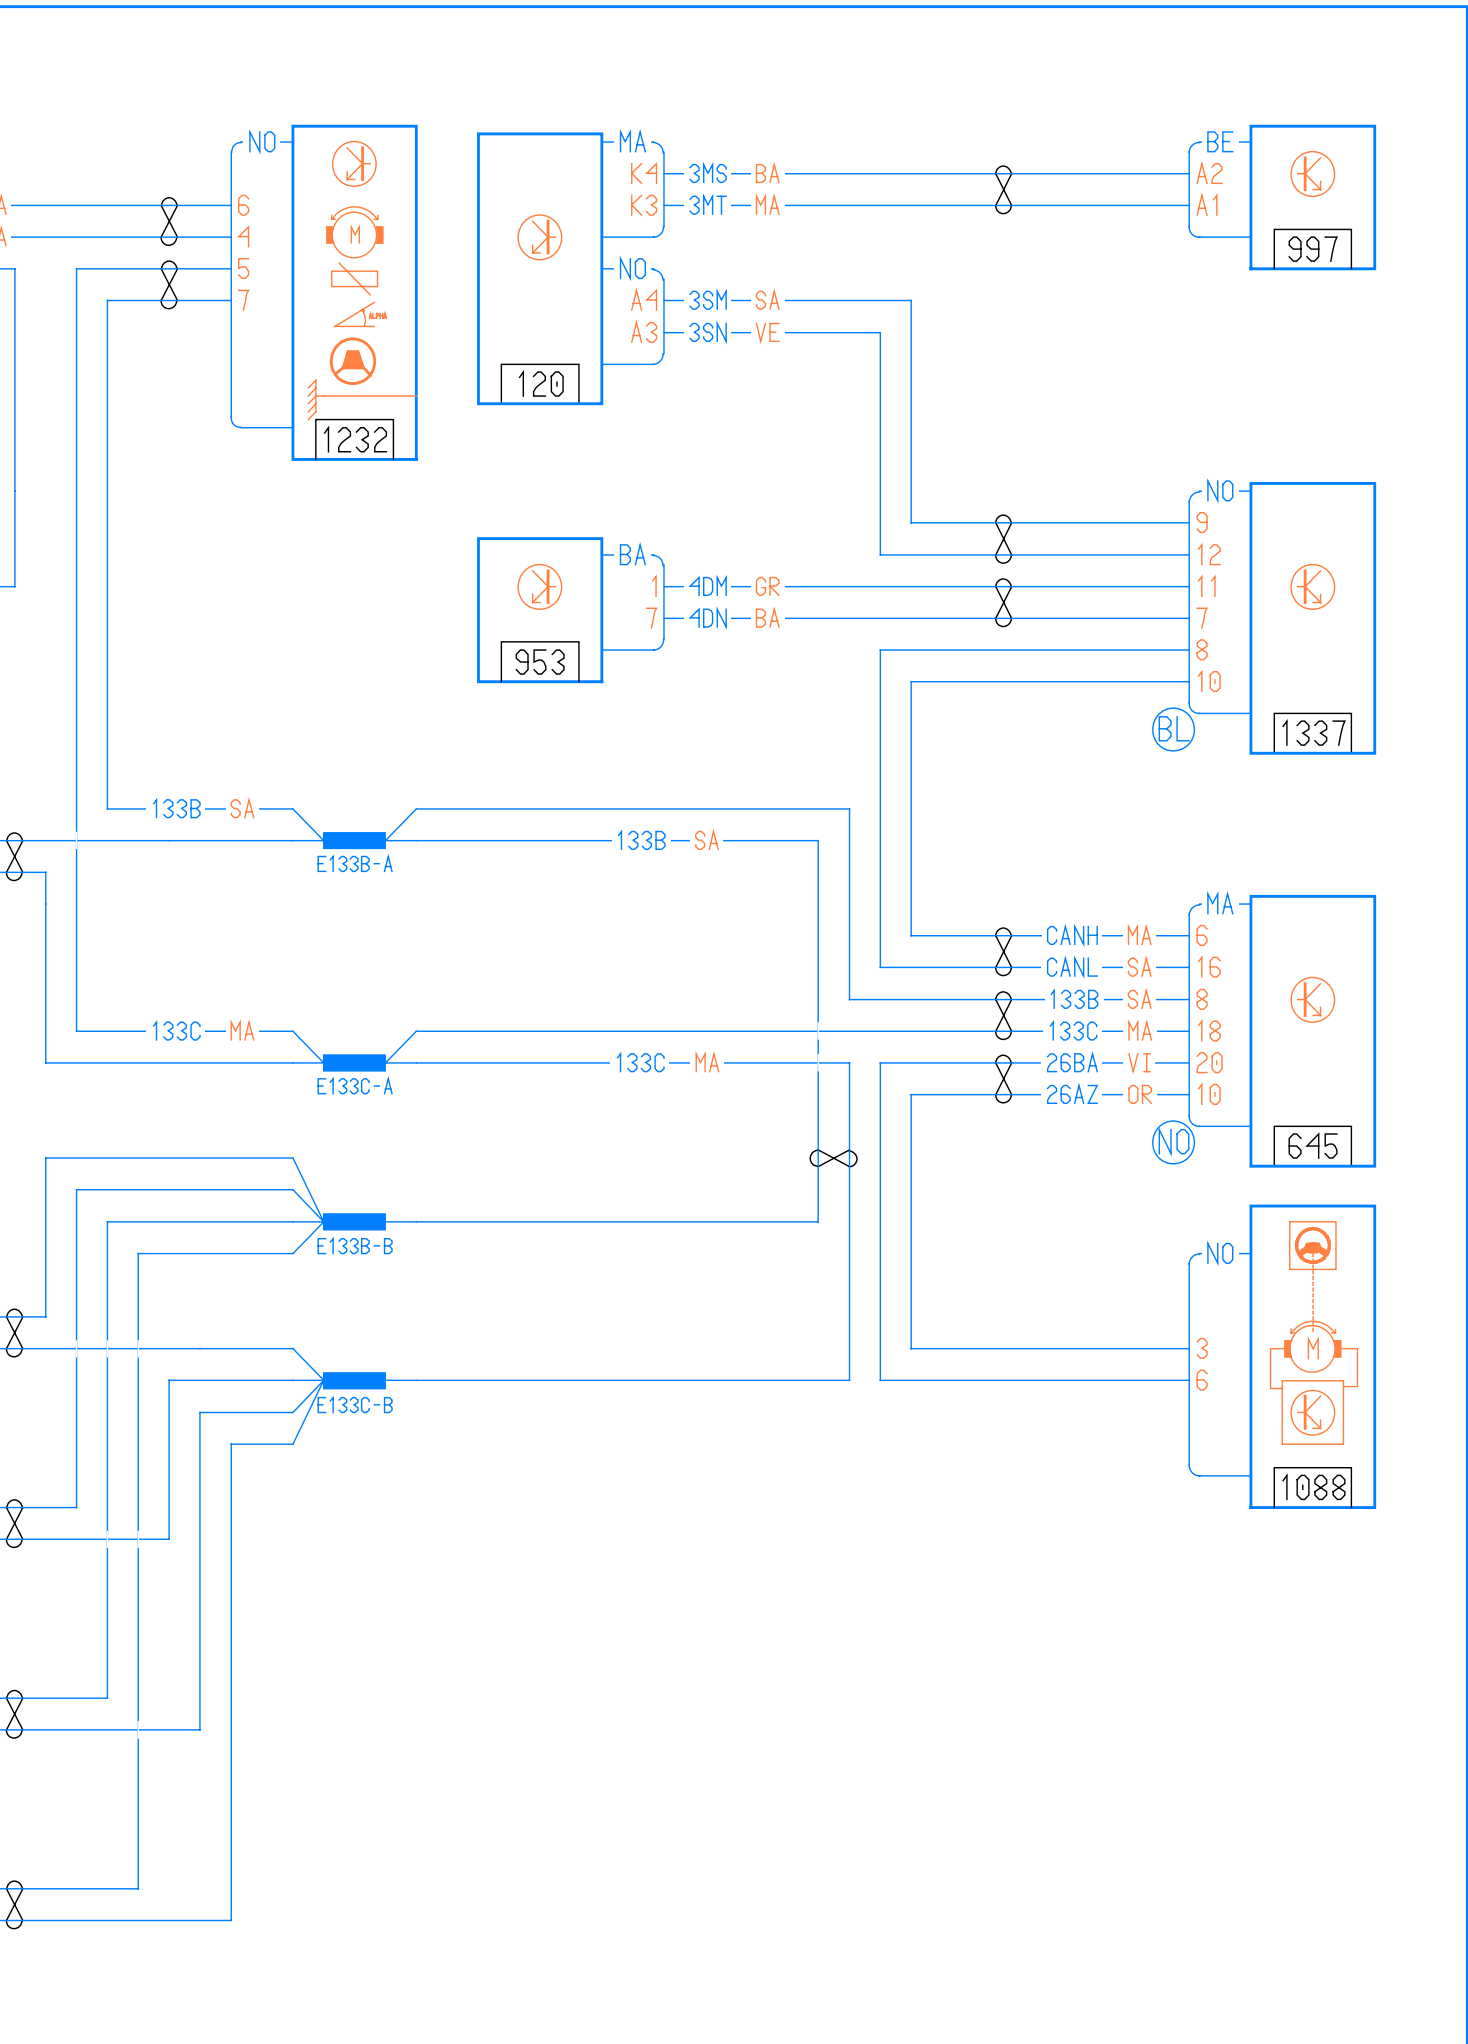 NO
6
4
5
7
M
ALPHA
1232
MA
K4 3MS BA
K3 3MT MA
NO
A4 3SM SA
A3 3SN VE
120
BE
A2
A1
997
BA
1 4DM GR
7 4DN BA
953
NO
9
12
11
7
8
10
BL
1337
133B SA
E133B-A
133B SA
133C MA
E133C-A
133C MA
MA
CANH MA 6
CANL SA 16
133B SA 8
133C MA 18
26BA VI 20
26AZ OR 10
NO
645
E133B-B
E133C-B
NO
3
6
M
1088